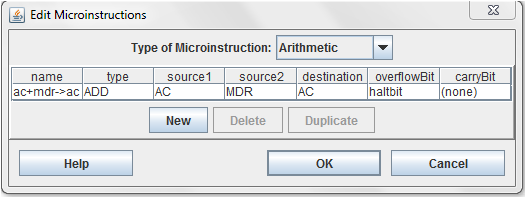 Edit Microinstructions
Type of Microinstruction: Arithmetic
name type source1 source2 destination overflowBit carryBit
ac+mdr->ac ADD AC MDR AC haltbit (none)
New Delete Duplicate
Help OK Cancel